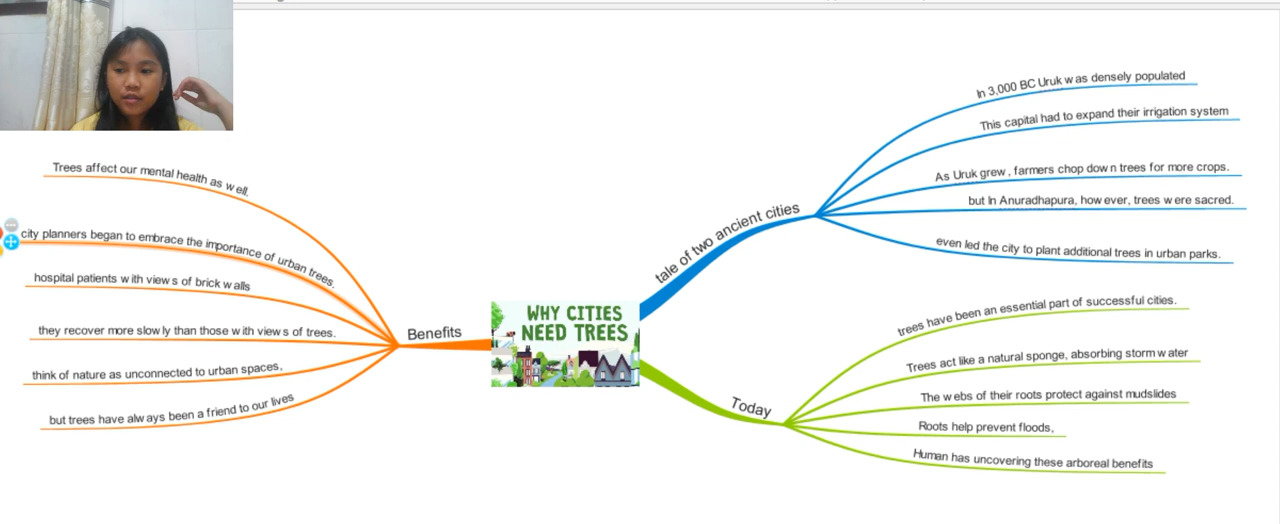 WHY CITIES
NEED TREES
tale of two ancient cities
In 3,000 BC Uruk was densely populated
This capital had to expand their irrigation system
As Uruk grew, farmers chop down trees for more crops.
but In Anuradhapura, however, trees were sacred.
even led the city to plant additional trees in urban parks.
Today
trees have been an essential part of successful cities.
Trees act like a natural sponge, absorbing storm water
The webs of their roots protect against mudslides
Roots help prevent floods,
Human has uncovering these arboreal benefits
Benefits
Trees affect our mental health as well.
city planners began to embrace the importance of urban trees.
hospital patients with views of brick walls
they recover more slowly than those with views of trees.
think of nature as unconnected to urban spaces,
but trees have always been a friend to our lives